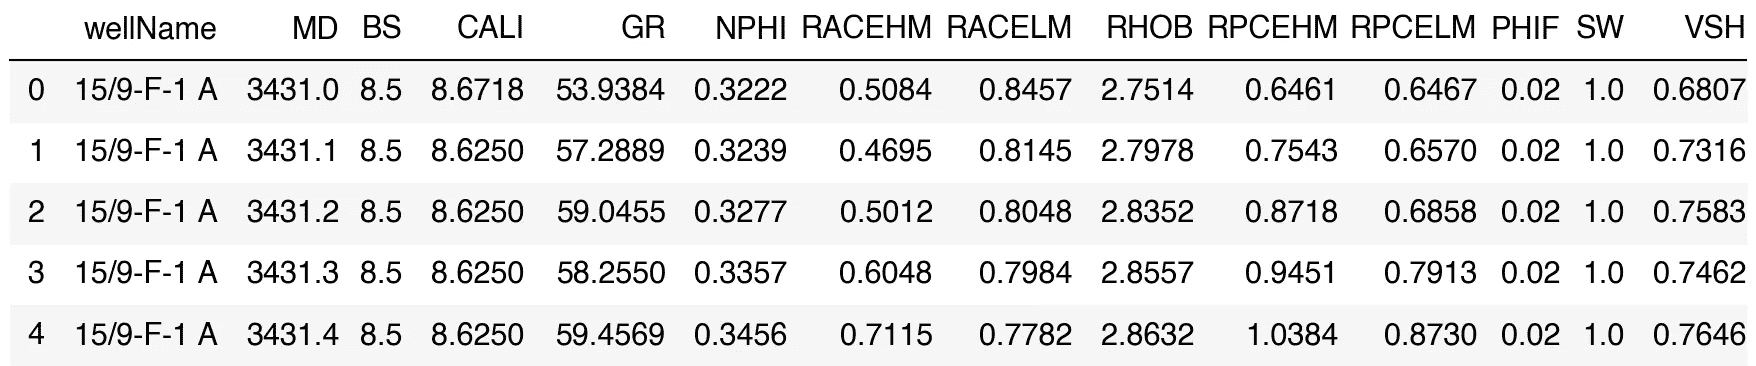 wellName MD BS CALI GR NPHI RACEHM RACELM RHOB RPCEHM RPCELM PHIF SW VSH
0 15/9-F-1 A 3431.0 8.5 8.6718 53.9384 0.3222 0.5084 0.8457 2.7514 0.6461 0.6467 0.02 1.0 0.6807
1 15/9-F-1 A 3431.1 8.5 8.6250 57.2889 0.3239 0.4695 0.8145 2.7978 0.7543 0.6570 0.02 1.0 0.7316
2 15/9-F-1 A 3431.2 8.5 8.6250 59.0455 0.3277 0.5012 0.8048 2.8352 0.8718 0.6858 0.02 1.0 0.7583
3 15/9-F-1 A 3431.3 8.5 8.6250 58.2550 0.3357 0.6048 0.7984 2.8557 0.9451 0.7913 0.02 1.0 0.7462
4 15/9-F-1 A 3431.4 8.5 8.6250 59.4569 0.3456 0.7115 0.7782 2.8632 1.0384 0.8730 0.02 1.0 0.7646